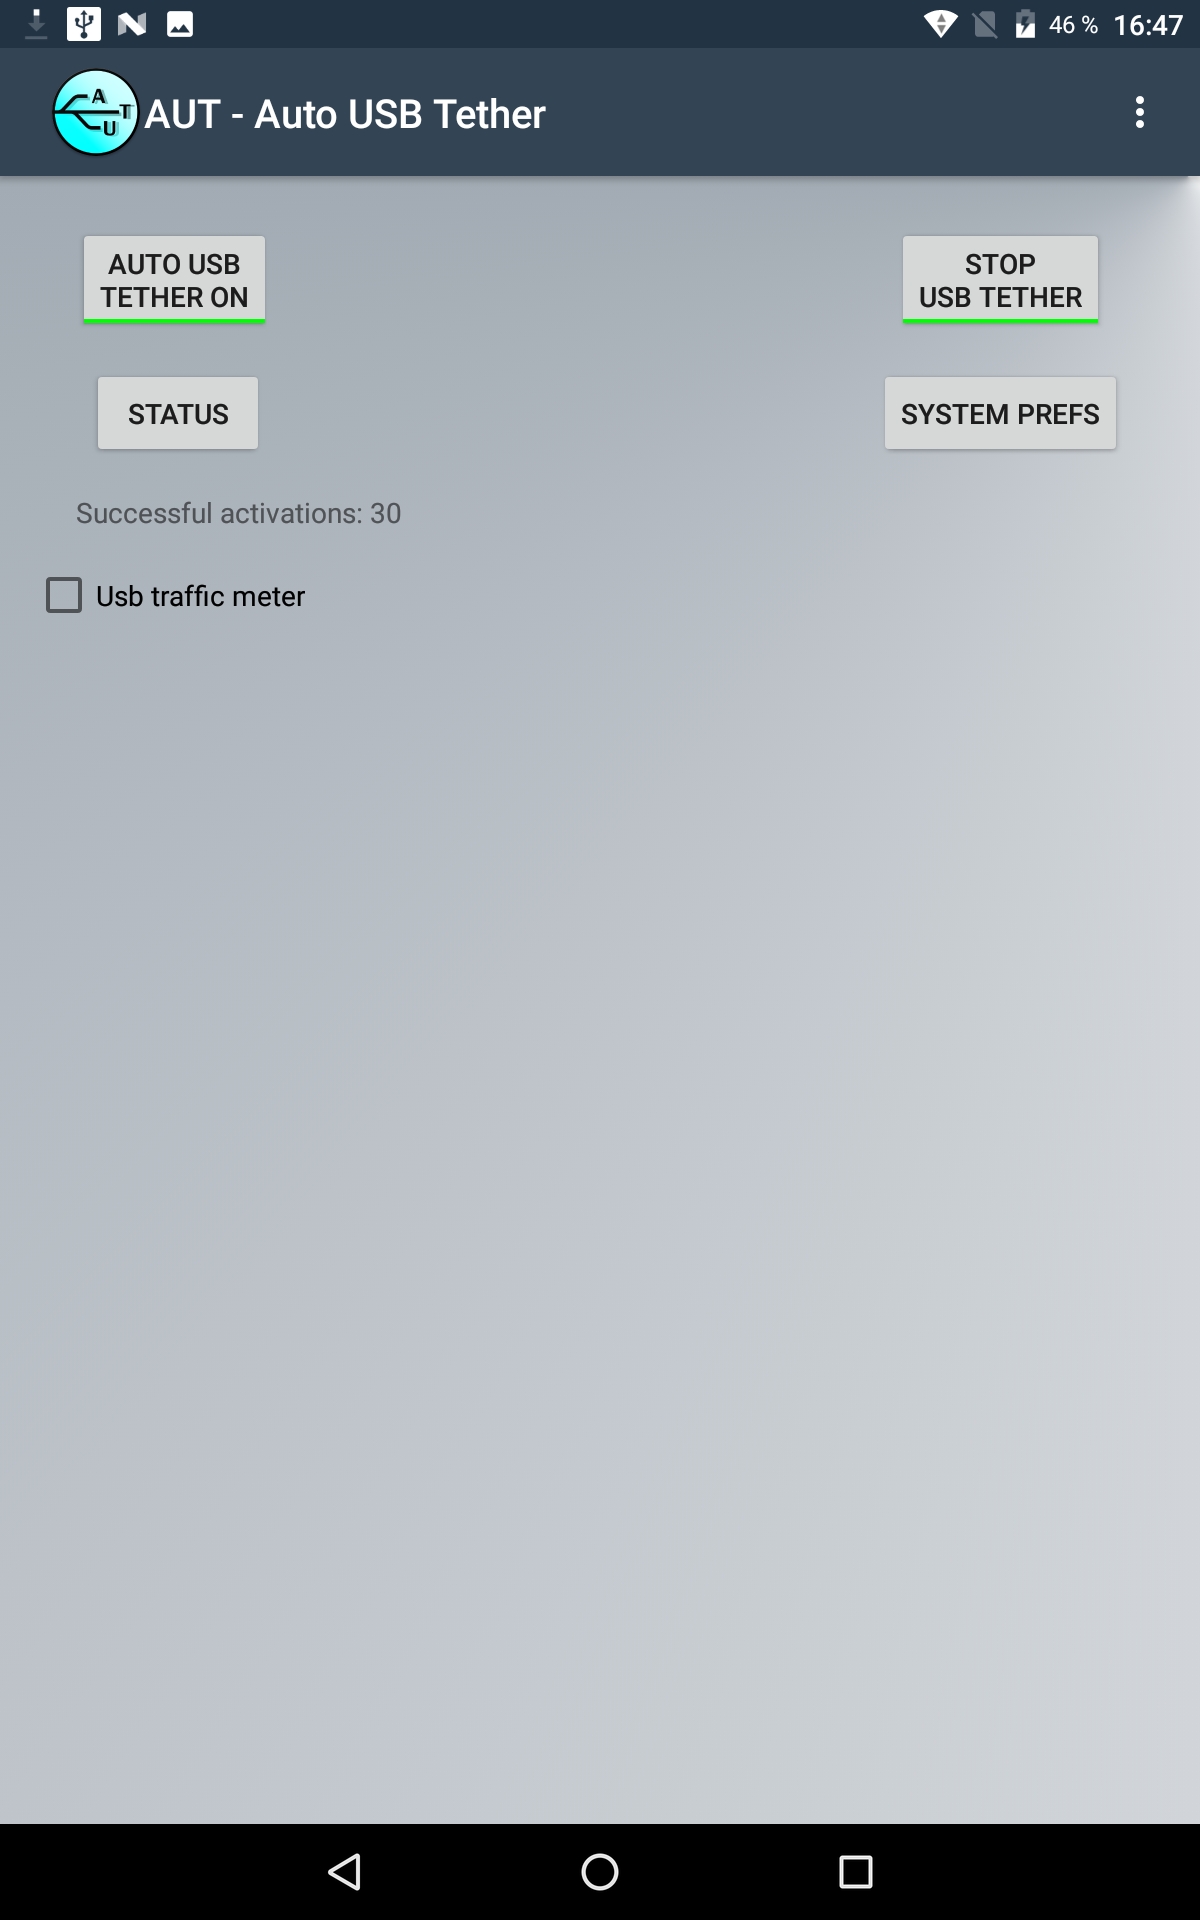 46 % 16:47
A
T
U
AUT - Auto USB Tether
AUTO USB
TETHER ON
STOP
USB TETHER
STATUS
SYSTEM PREFS
Successful activations: 30
Usb traffic meter